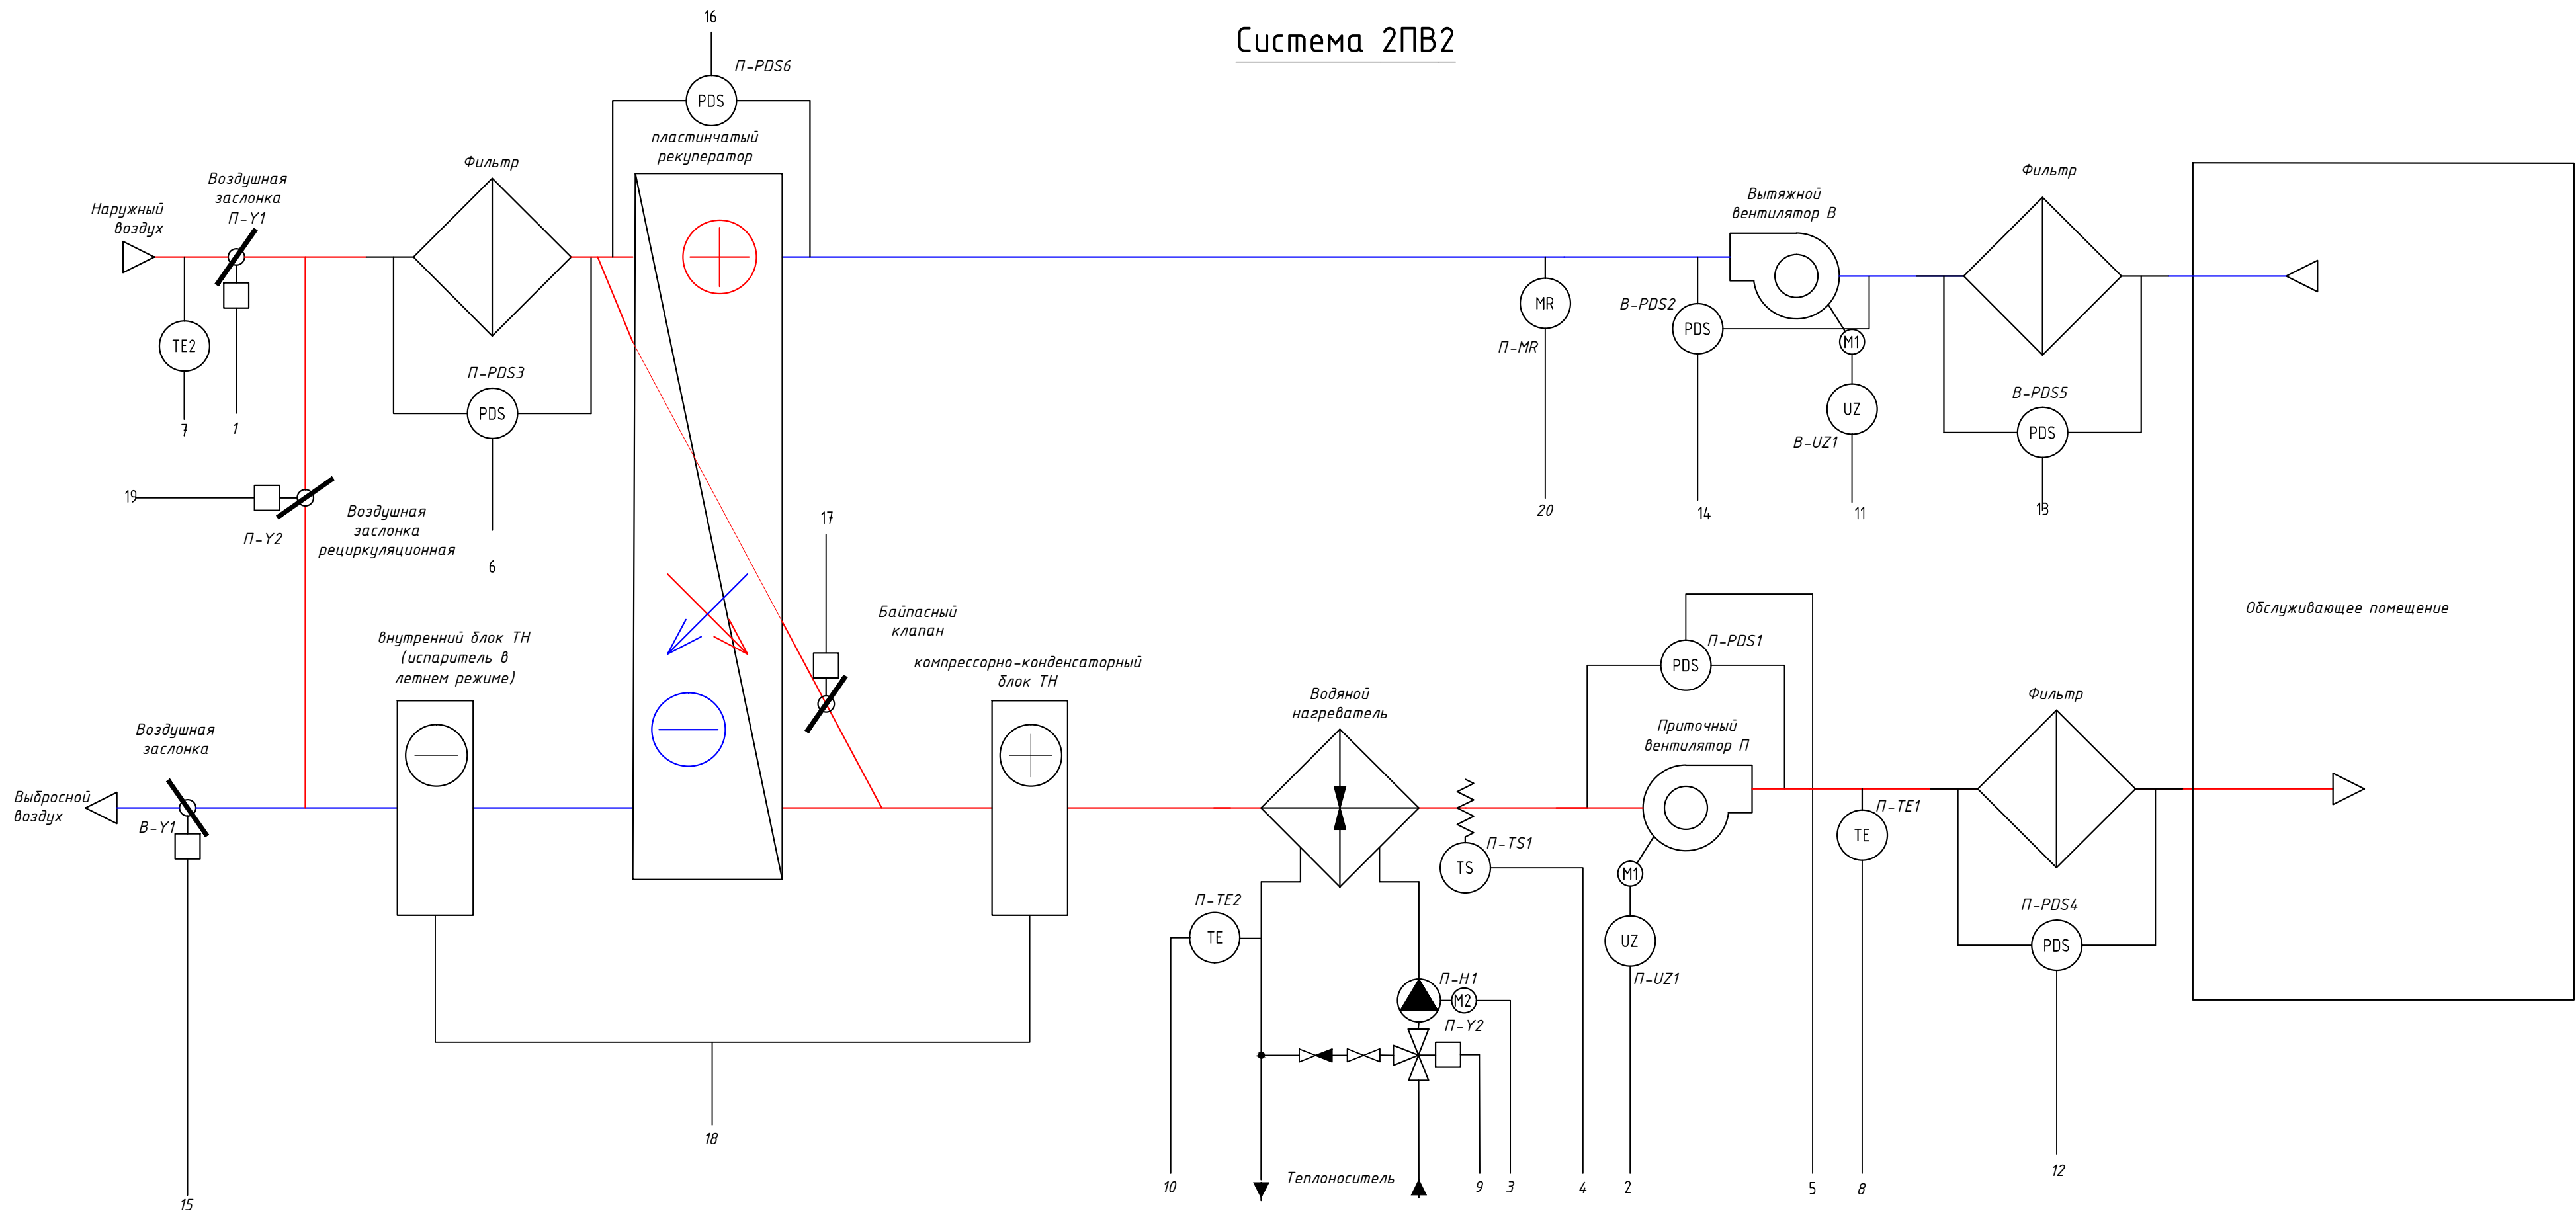 Система 2ПВ2
16
П-PDS6
PDS
пластинчатый
рекуператор
Фильтр
Воздушная
заслонка
П-Y1
Наружный
воздух
TE2
7
1
П-PDS3
PDS
6
19
П-Y2
Воздушная
заслонка
рециркуляционная
Вытяжной
вентилятор В
Фильтр
MR
П-MR
20
В-PDS2
PDS
14
M1
UZ
В-UZ1
11
В-PDS5
PDS
13
Обслуживающее помещение
17
Байпасный
клапан
внутренний блок ТН
(испаритель в
летнем режиме)
компрессорно-конденсаторный
блок ТН
Воздушная
заслонка
Выбросной
воздух
В-Y1
15
18
Водяной
нагреватель
П-PDS1
PDS
Приточный
вентилятор П
Фильтр
П-TS1
TS
П-TE1
TE
M1
UZ
П-UZ1
П-TE2
TE
П-PDS4
PDS
П-Н1
M2
П-Y2
Теплоноситель
10
9
3
4
2
5
8
12